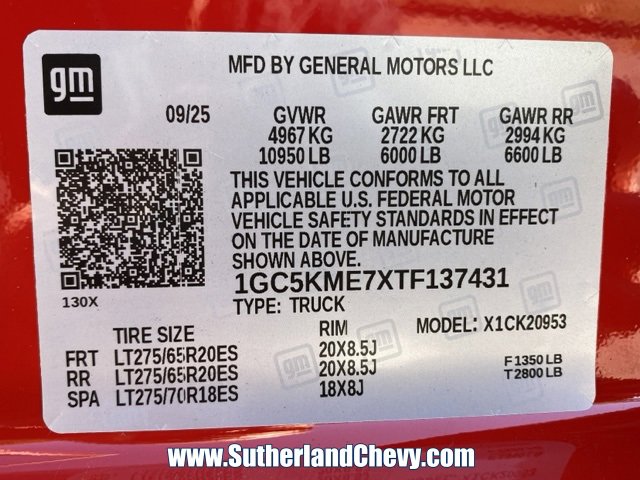 gm
MFD BY GENERAL MOTORS LLC
09/25 GVWR GAWR FRT GAWR RR
4967 KG 2722 KG 2994 KG
10950 LB 6000 LB 6600 LB
THIS VEHICLE CONFORMS TO ALL
APPLICABLE U.S. FEDERAL MOTOR
VEHICLE SAFETY STANDARDS IN EFFECT
ON THE DATE OF MANUFACTURE
SHOWN ABOVE.
130X
1GC5KME7XTF137431
TYPE: TRUCK MODEL: X1CK20953
TIRE SIZE RIM
FRT LT275/65R20ES 20X8.5J F 1350 LB
RR LT275/65R20ES 20X8.5J T 2800 LB
SPA LT275/70R18ES 18X8J
www.SutherlandChevy.com